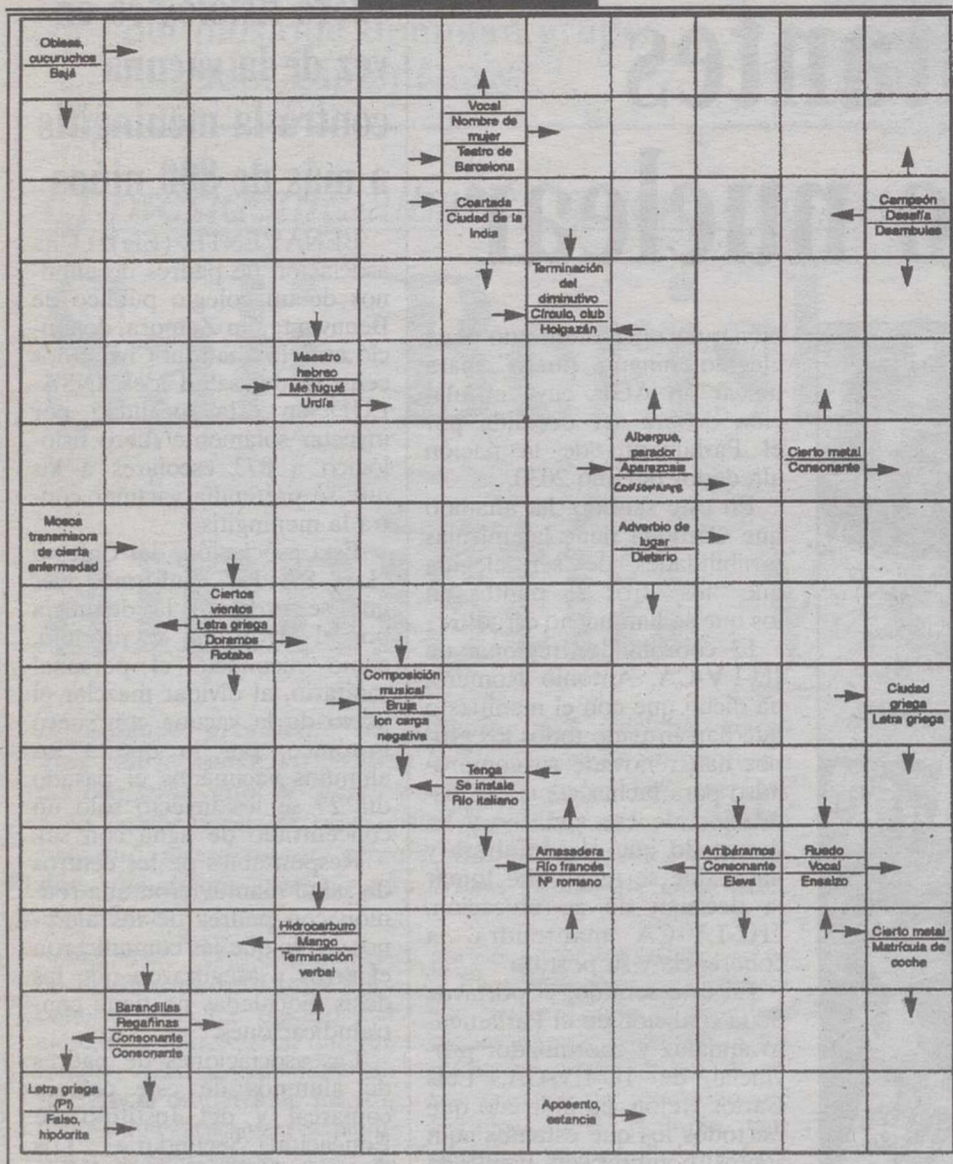 Obleas,
cucuruchos
Bajá
Vocal
Nombre de
mujer
Teatro de
Barcelona
Coartada
Ciudad de la
India
Campeón
Desafía
Deambulas
Terminación
del
diminutivo
Círculo, club
Holgazán
Maestro
hebreo
Me fugué
Urdía
Albergue,
parador
Aparezcais
Consonante
Cierto metal
Consonante
Mosca
transmisora
de cierta
enfermedad
Adverbio de
lugar
Dietario
Ciertos
vientos
Letra griega
Doramos
Rotaba
Composición
musical
Bruja
Ion carga
negativa
Ciudad
griega
Letra griega
Tenga
Se instale
Río italiano
Amasadera
Río francés
Nº romano
Arribáramos
Consonante
Eleva
Ruedo
Vocal
Ensalzo
Hidrocarburo
Mango
Terminación
verbal
Cierto metal
Matrícula de
coche
Barandillas
Regañinas
Consonante
Consonante
Letra griega
(PI)
Falso,
hipócrita
Aposento,
estancia